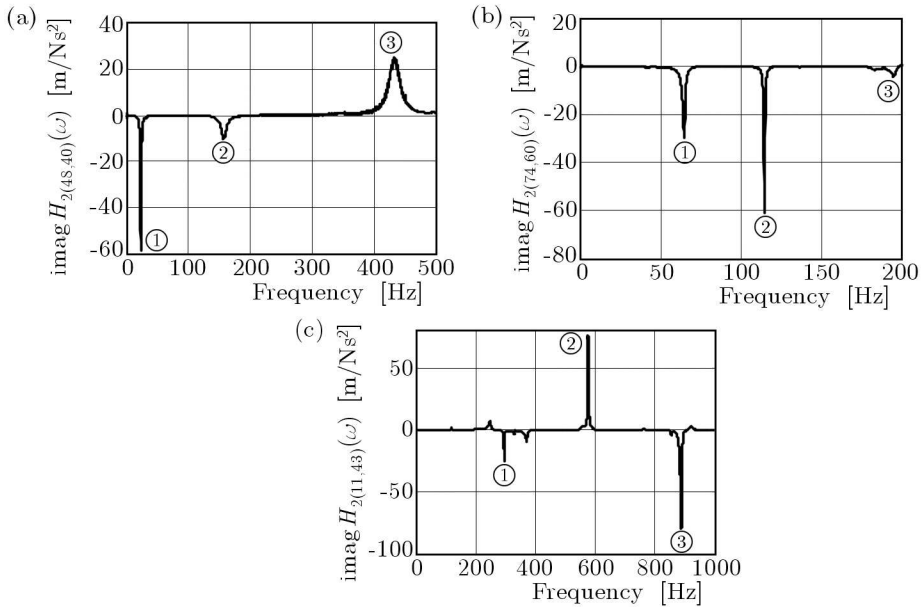 (a)
imag H2(48,40)(ω) [m/Ns²]
40
20
0
-20
-40
-60
①
②
③
0 100 200 300 400 500
Frequency [Hz]
(b)
imag H2(74,60)(ω) [m/Ns²]
20
0
-20
-40
-60
-80
①
②
③
0 50 100 150 200
Frequency [Hz]
(c)
imag H2(11,43)(ω) [m/Ns²]
50
0
-50
-100
①
②
③
0 200 400 600 800 1000
Frequency [Hz]